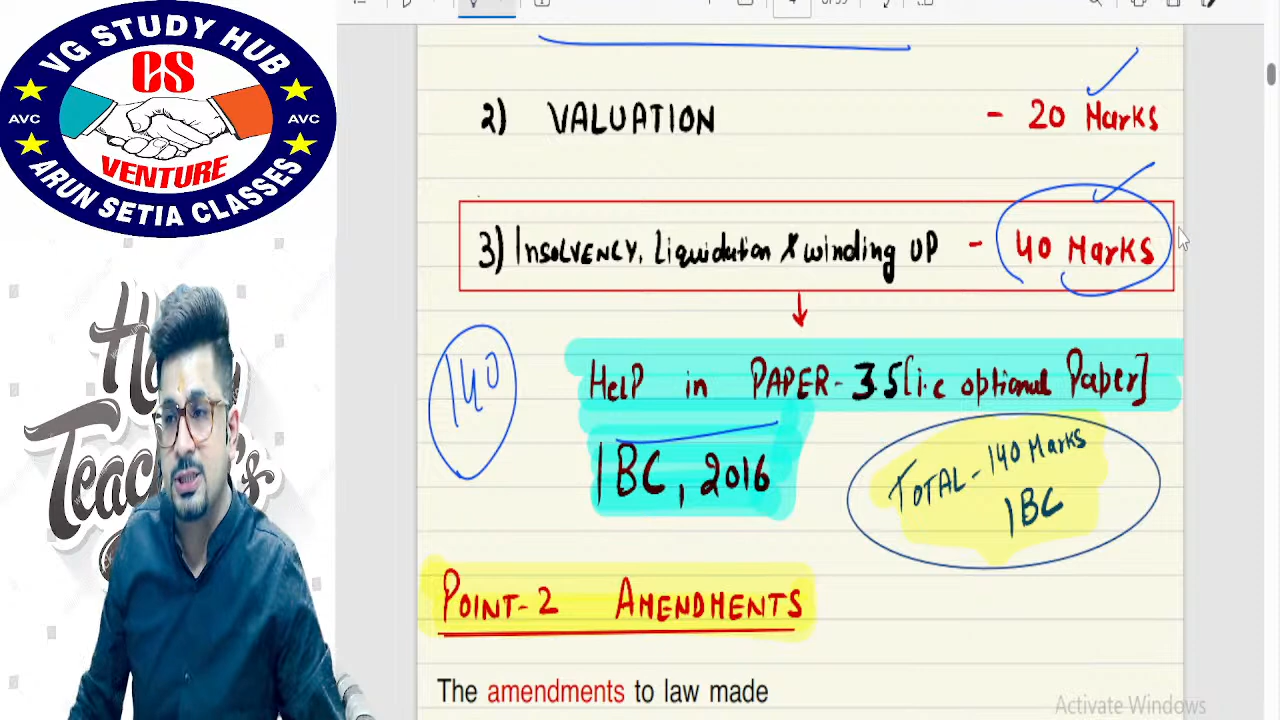 VG STUDY HUB
CS
AVC
AVC
VENTURE
ARUN SETIA CLASSES
2) VALUATION - 20 Marks
3) INSOLVENCY, Liquidation & winding UP - 40 Marks
140
HELP in PAPER-3.5[i.e optional Paper]
IBC, 2016
TOTAL-140 Marks
IBC
POINT-2 AMENDMENTS
The amendments to law made
Teacher's
Activate Windows